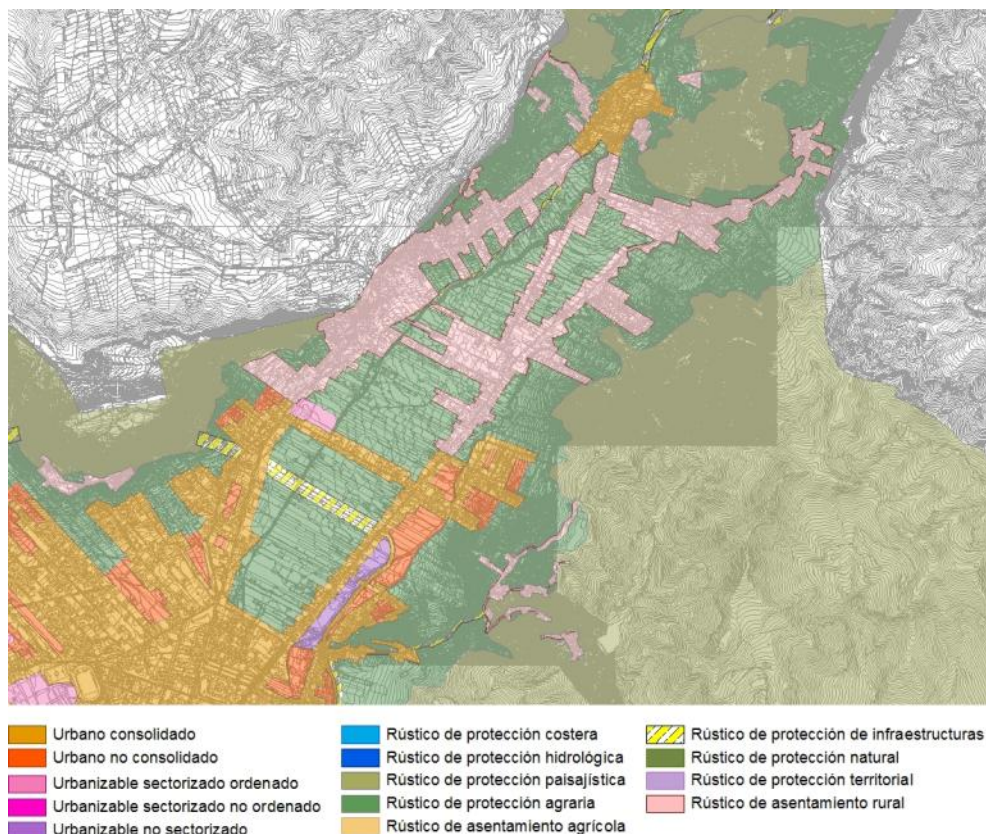 Urbano consolidado
Urbano no consolidado
Urbanizable sectorizado ordenado
Urbanizable sectorizado no ordenado
Urbanizable no sectorizado
Rústico de protección costera
Rústico de protección hidrológica
Rústico de protección paisajística
Rústico de protección agraria
Rústico de asentamiento agrícola
Rústico de protección de infraestructuras
Rústico de protección natural
Rústico de protección territorial
Rústico de asentamiento rural